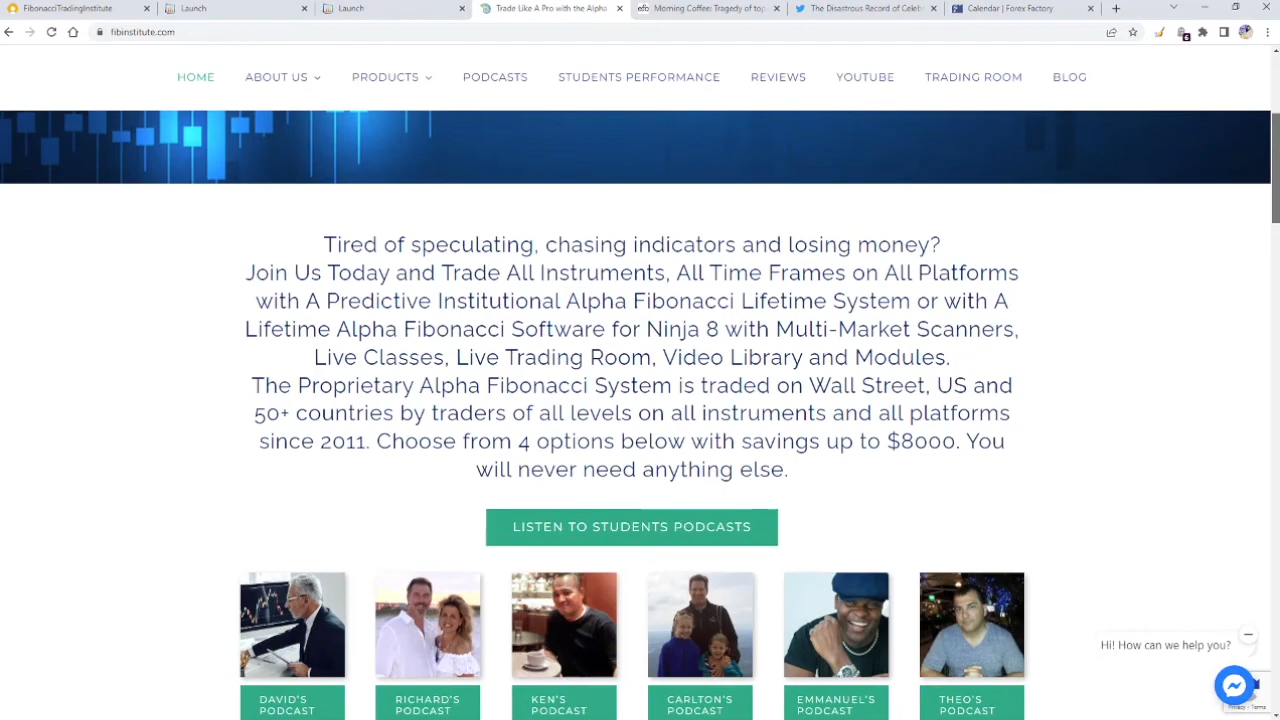 FibonacciTradingInstitute
Launch
Launch
Trade Like A Pro with the Alpha
Morning Coffee: Tragedy of top
The Disastrous Record of Celeb
Calendar | Forex Factory
fibinstitute.com
6
HOME
ABOUT US
PRODUCTS
PODCASTS
STUDENTS PERFORMANCE
REVIEWS
YOUTUBE
TRADING ROOM
BLOG
Tired of speculating, chasing indicators and losing money?
Join Us Today and Trade All Instruments, All Time Frames on All Platforms
with A Predictive Institutional Alpha Fibonacci Lifetime System or with A
Lifetime Alpha Fibonacci Software for Ninja 8 with Multi-Market Scanners,
Live Classes, Live Trading Room, Video Library and Modules.
The Proprietary Alpha Fibonacci System is traded on Wall Street, US and
50+ countries by traders of all levels on all instruments and all platforms
since 2011. Choose from 4 options below with savings up to $8000. You
will never need anything else.
LISTEN TO STUDENTS PODCASTS
Hi! How can we help you?
DAVID'S
PODCAST
RICHARD'S
PODCAST
KEN'S
PODCAST
CARLTON'S
PODCAST
EMMANUEL'S
PODCAST
THEO'S
PODCAST
Privacy - Terms